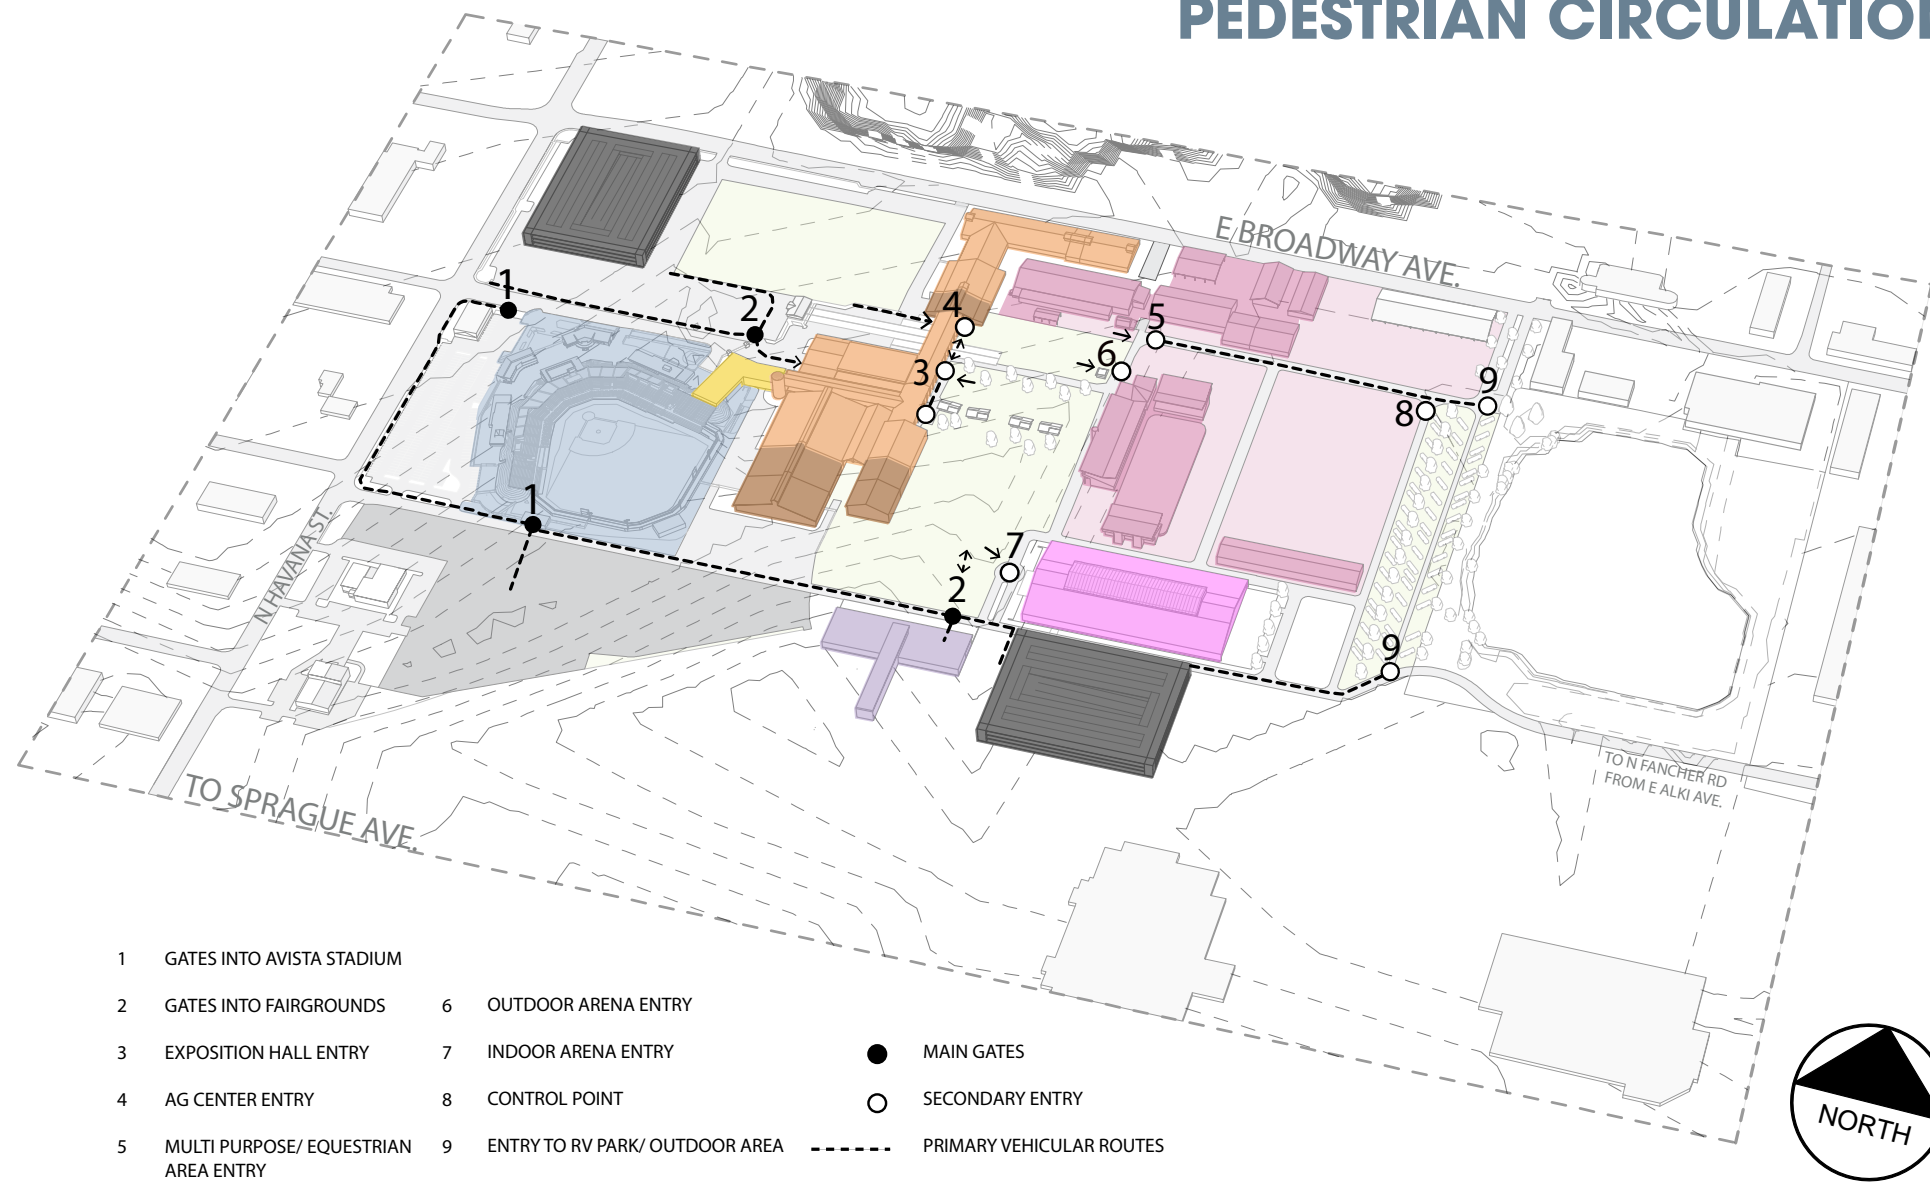 PEDESTRIAN CIRCULATION
E BROADWAY AVE.
1
2
4
5
3
6
9
8
1
N HAVANA ST.
7
2
9
TO N FANCHER RD
FROM E ALKI AVE.
TO SPRAGUE AVE.
1 GATES INTO AVISTA STADIUM
2 GATES INTO FAIRGROUNDS
3 EXPOSITION HALL ENTRY
4 AG CENTER ENTRY
5 MULTI PURPOSE/ EQUESTRIAN
AREA ENTRY
6 OUTDOOR ARENA ENTRY
7 INDOOR ARENA ENTRY
8 CONTROL POINT
9 ENTRY TO RV PARK/ OUTDOOR AREA
MAIN GATES
SECONDARY ENTRY
PRIMARY VEHICULAR ROUTES
NORTH